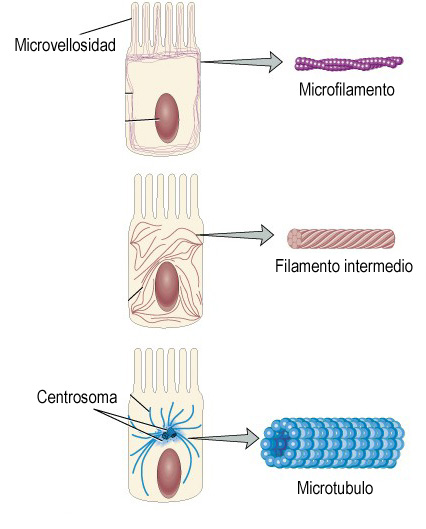 Microvellosidad
Microfilamento
Filamento intermedio
Centrosoma
Microtubulo